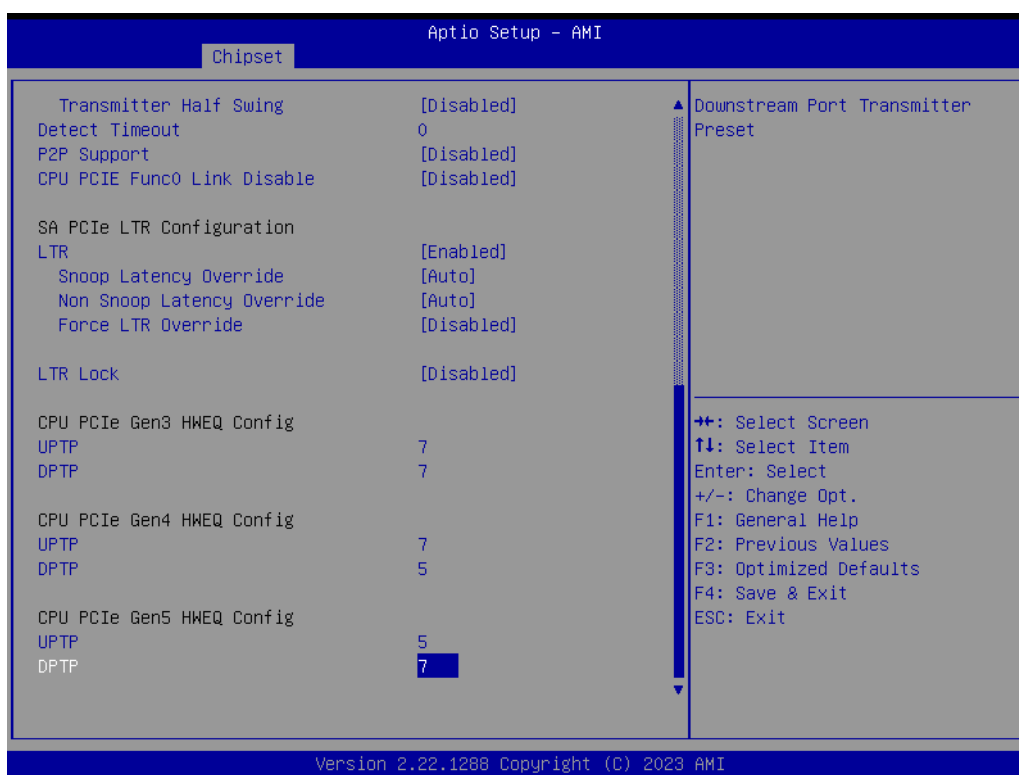 Aptio Setup – AMI
Chipset
Transmitter Half Swing [Disabled]
Detect Timeout 0
P2P Support [Disabled]
CPU PCIE Func0 Link Disable [Disabled]
SA PCIe LTR Configuration
LTR [Enabled]
Snoop Latency Override [Auto]
Non Snoop Latency Override [Auto]
Force LTR Override [Disabled]
LTR Lock [Disabled]
CPU PCIe Gen3 HWEQ Config
UPTP 7
DPTP 7
CPU PCIe Gen4 HWEQ Config
UPTP 7
DPTP 5
CPU PCIe Gen5 HWEQ Config
UPTP 5
DPTP 7
Downstream Port Transmitter
Preset
→←: Select Screen
↑↓: Select Item
Enter: Select
+/-: Change Opt.
F1: General Help
F2: Previous Values
F3: Optimized Defaults
F4: Save & Exit
ESC: Exit
Version 2.22.1288 Copyright (C) 2023 AMI